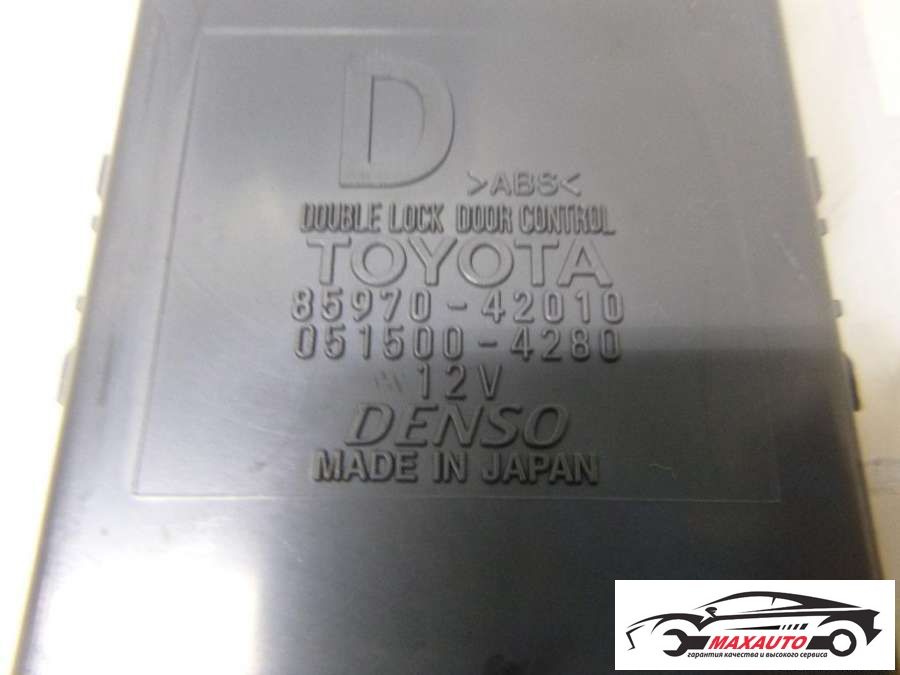 D
>ABS<
DOUBLE LOCK DOOR CONTROL
TOYOTA
85970-42010
051500-4280
12V
DENSO
MADE IN JAPAN
MAXAUTO
гарантия качества и высокого сервиса